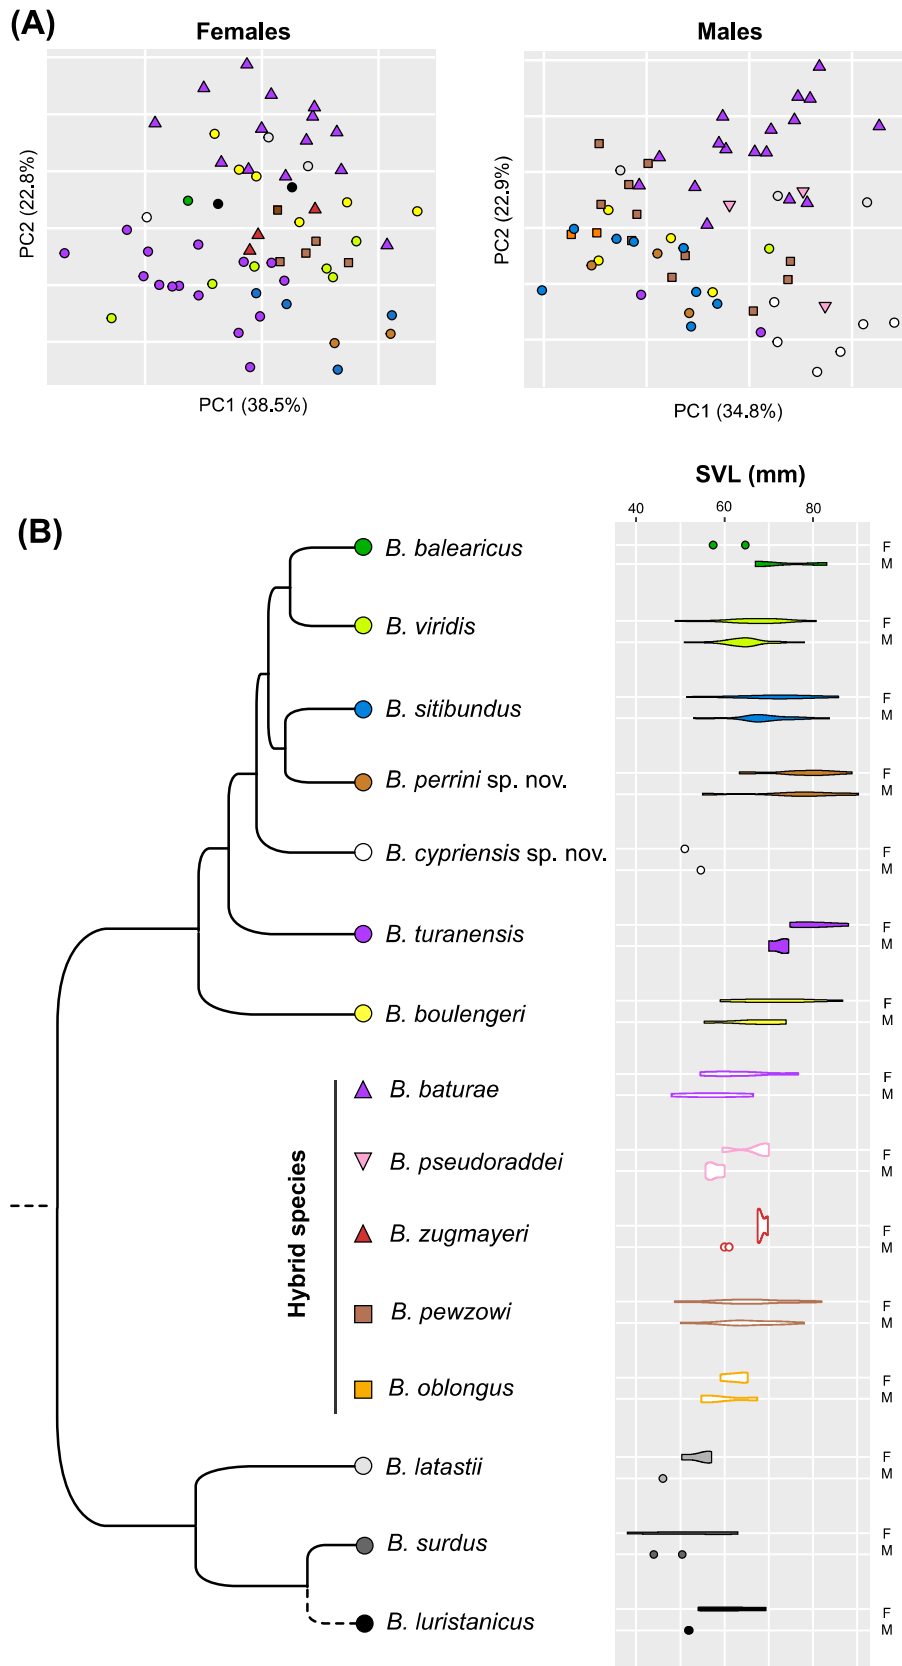 (A)
Females
Males
PC2 (22.8%)
PC1 (38.5%)
PC2 (22.9%)
PC1 (34.8%)
(B)
SVL (mm)
40 60 80
B. balearicus
F
M
B. viridis
F
M
B. sitibundus
F
M
B. perrini sp. nov.
F
M
B. cypriensis sp. nov.
F
M
B. turanensis
F
M
B. boulengeri
F
M
Hybrid species
B. baturae
F
M
B. pseudoraddei
F
M
B. zugmayeri
F
M
B. pewzowi
F
M
B. oblongus
F
M
B. latastii
F
M
B. surdus
F
M
B. luristanicus
F
M